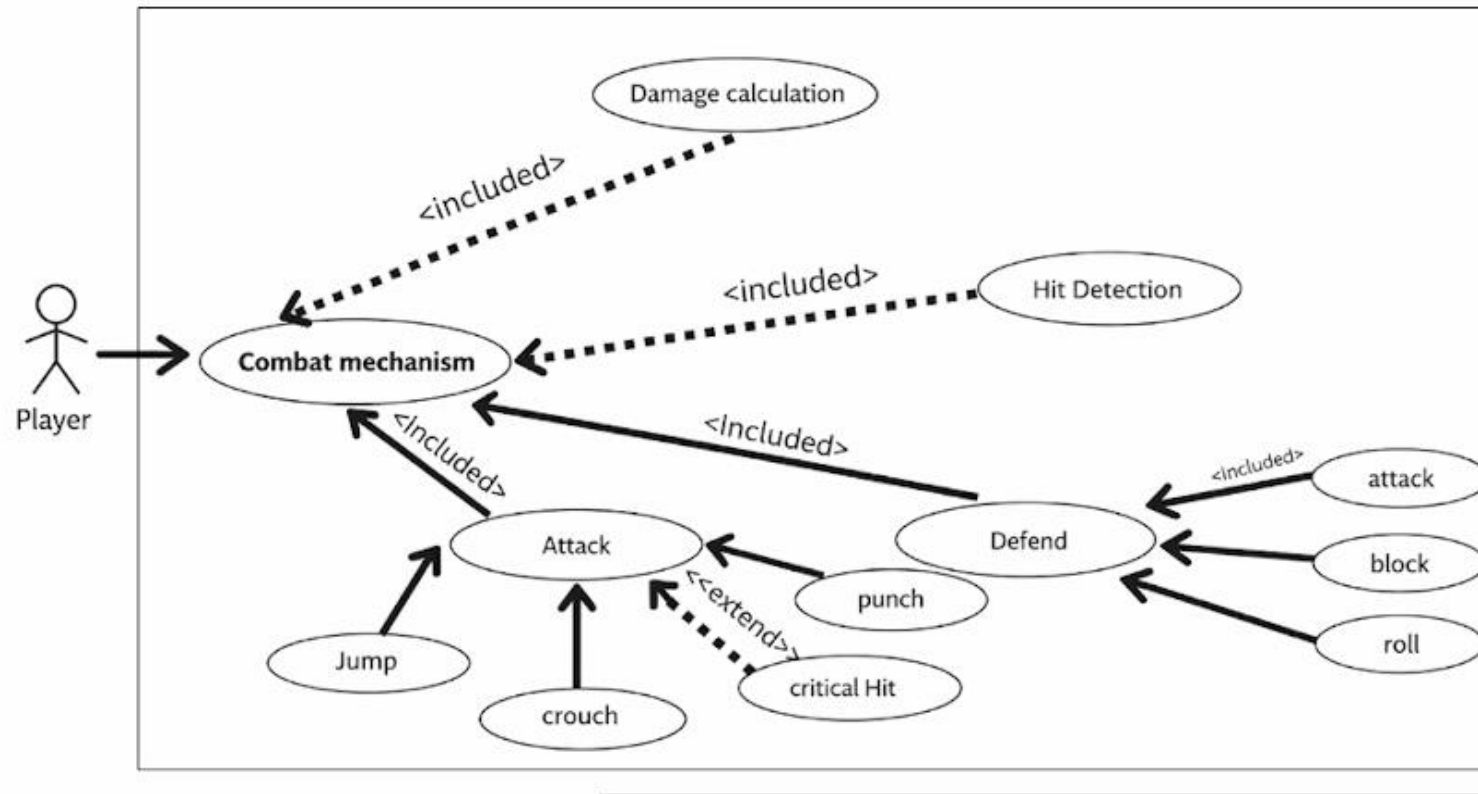 Damage calculation
<included>
<included>
Hit Detection
Combat mechanism
Player
<included>
<Included>
<Included>
attack
Attack
Defend
block
<<extend>>
punch
roll
Jump
critical Hit
crouch